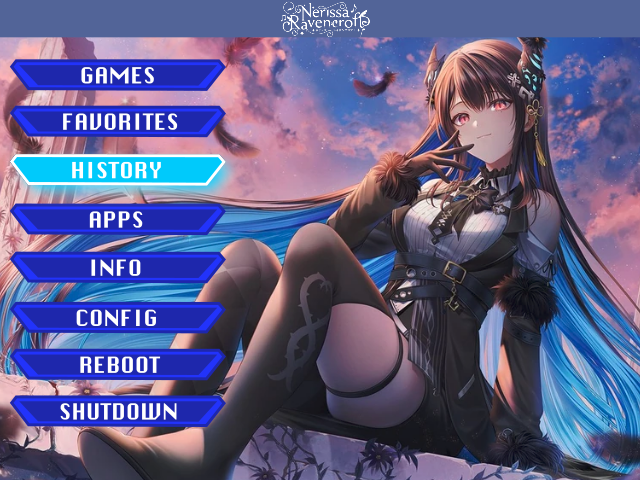 Nerissa
Ravencroft
GAMES
FAVORITES
HISTORY
APPS
INFO
CONFIG
REBOOT
SHUTDOWN